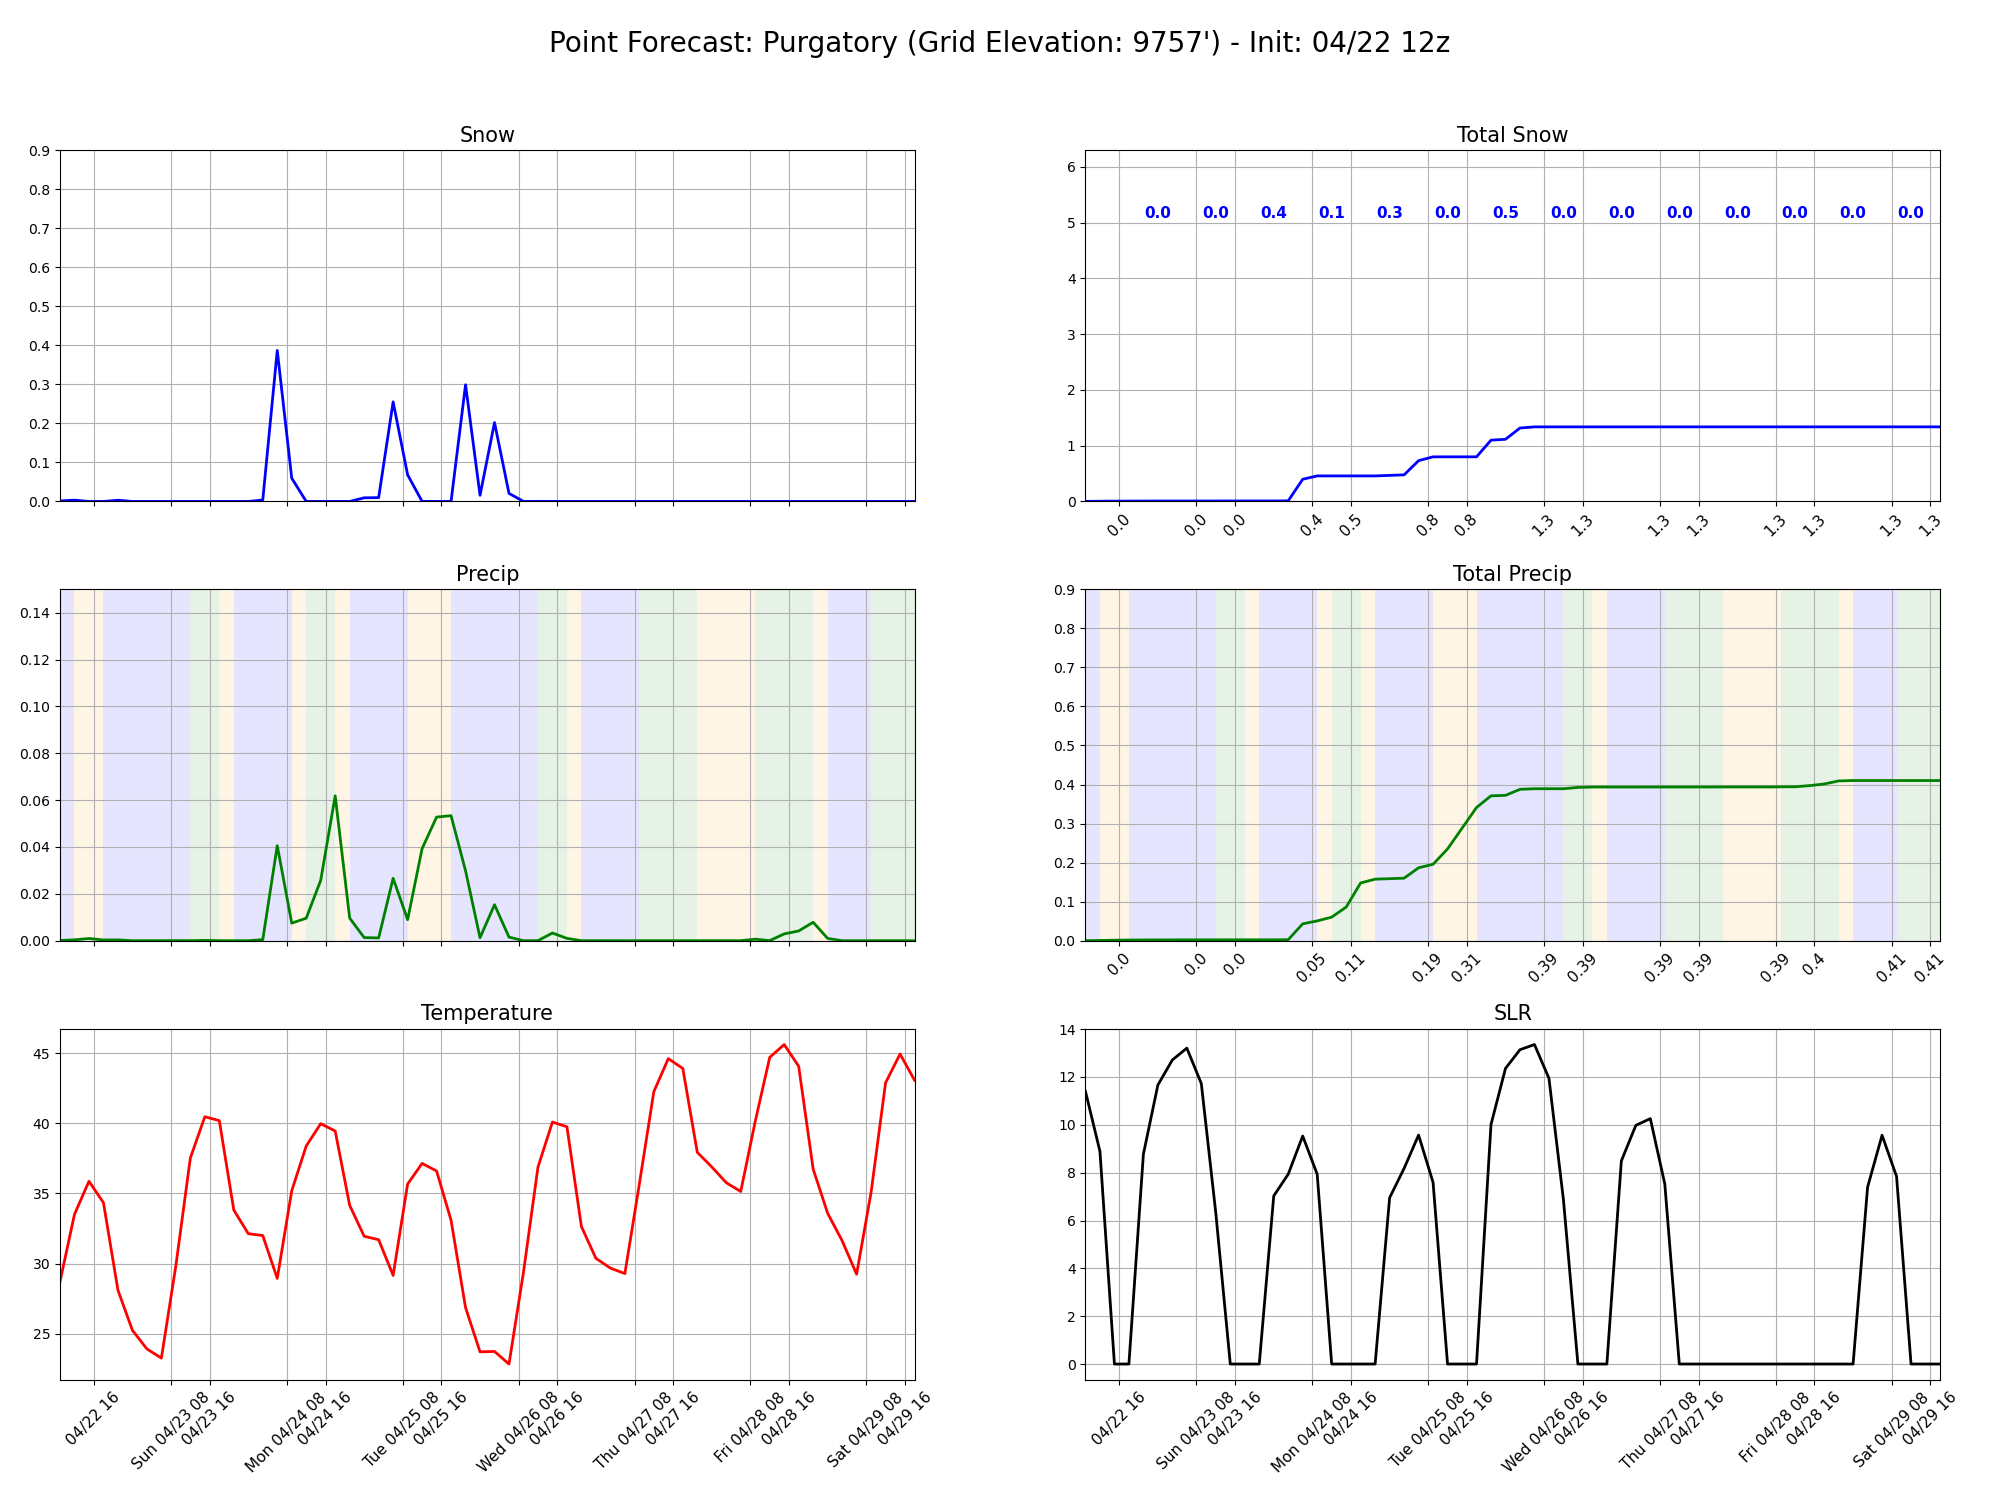 Point Forecast: Purgatory (Grid Elevation: 9757') - Init: 04/22 12z
Snow
0.9
0.8
0.7
0.6
0.5
0.4
0.3
0.2
0.1
0.0
Total Snow
6
5
4
3
2
1
0
0.0 0.0 0.4 0.1 0.3 0.0 0.5 0.0 0.0 0.0 0.0 0.0 0.0 0.0
0.0 0.0 0.0 0.4 0.5 0.8 0.8 1.3 1.3 1.3 1.3 1.3 1.3 1.3 1.3
Precip
0.14
0.12
0.10
0.08
0.06
0.04
0.02
0.00
Total Precip
0.9
0.8
0.7
0.6
0.5
0.4
0.3
0.2
0.1
0.0
0.0 0.0 0.0 0.05 0.11 0.19 0.31 0.39 0.39 0.39 0.39 0.39 0.4 0.41 0.41
Temperature
45
40
35
30
25
04/22 16
Sun 04/23 08
04/23 16
Mon 04/24 08
04/24 16
Tue 04/25 08
04/25 16
Wed 04/26 08
04/26 16
Thu 04/27 08
04/27 16
Fri 04/28 08
04/28 16
Sat 04/29 08
04/29 16
SLR
14
12
10
8
6
4
2
0
04/22 16
Sun 04/23 08
04/23 16
Mon 04/24 08
04/24 16
Tue 04/25 08
04/25 16
Wed 04/26 08
04/26 16
Thu 04/27 08
04/27 16
Fri 04/28 08
04/28 16
Sat 04/29 08
04/29 16